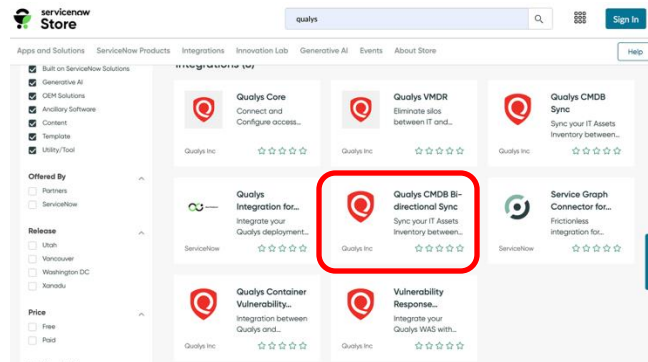 servicenow
Store
qualys
Sign In
Apps and Solutions ServiceNow Products Integrations Innovation Lab Generative AI Events About Store
Help
Built on ServiceNow Solutions
Generative AI
OEM Solutions
Ancillary Software
Content
Template
Utility/Tool
Offered By
Partners
ServiceNow
Release
Utah
Vancouver
Washington DC
Xanadu
Price
Free
Paid
Qualys Core
Connect and
Configure access...
Qualys Inc
Qualys VMDR
Eliminate silos
between IT and...
Qualys Inc
Qualys CMDB
Sync
Sync your IT Assets
Inventory between...
Qualys Inc
Qualys
Integration for...
Integrate your
Qualys deployment...
ServiceNow
Qualys CMDB Bi-
directional Sync
Sync your IT Assets
Inventory between...
Qualys Inc
Service Graph
Connector for...
Frictionless
integration for...
ServiceNow
Qualys Container
Vulnerability...
Integration between
Qualys and...
Qualys Inc
Vulnerability
Response...
Integrate your
Qualys WAS with...
Qualys Inc